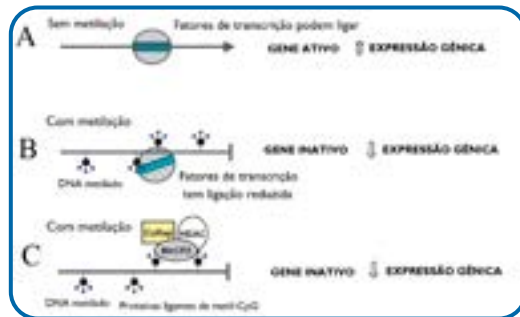 Sem metilação Fatores de transcrição podem ligar
A
GENE ATIVO ⇧ EXPRESSÃO GÊNICA
Com metilação
B
GENE INATIVO ⇩ EXPRESSÃO GÊNICA
DNA metilado Fatores de transcrição
tem ligação reduzida
Com metilação
HDAC
C
GENE INATIVO ⇩ EXPRESSÃO GÊNICA
DNA metilado Proteínas ligantes de metil-CpG